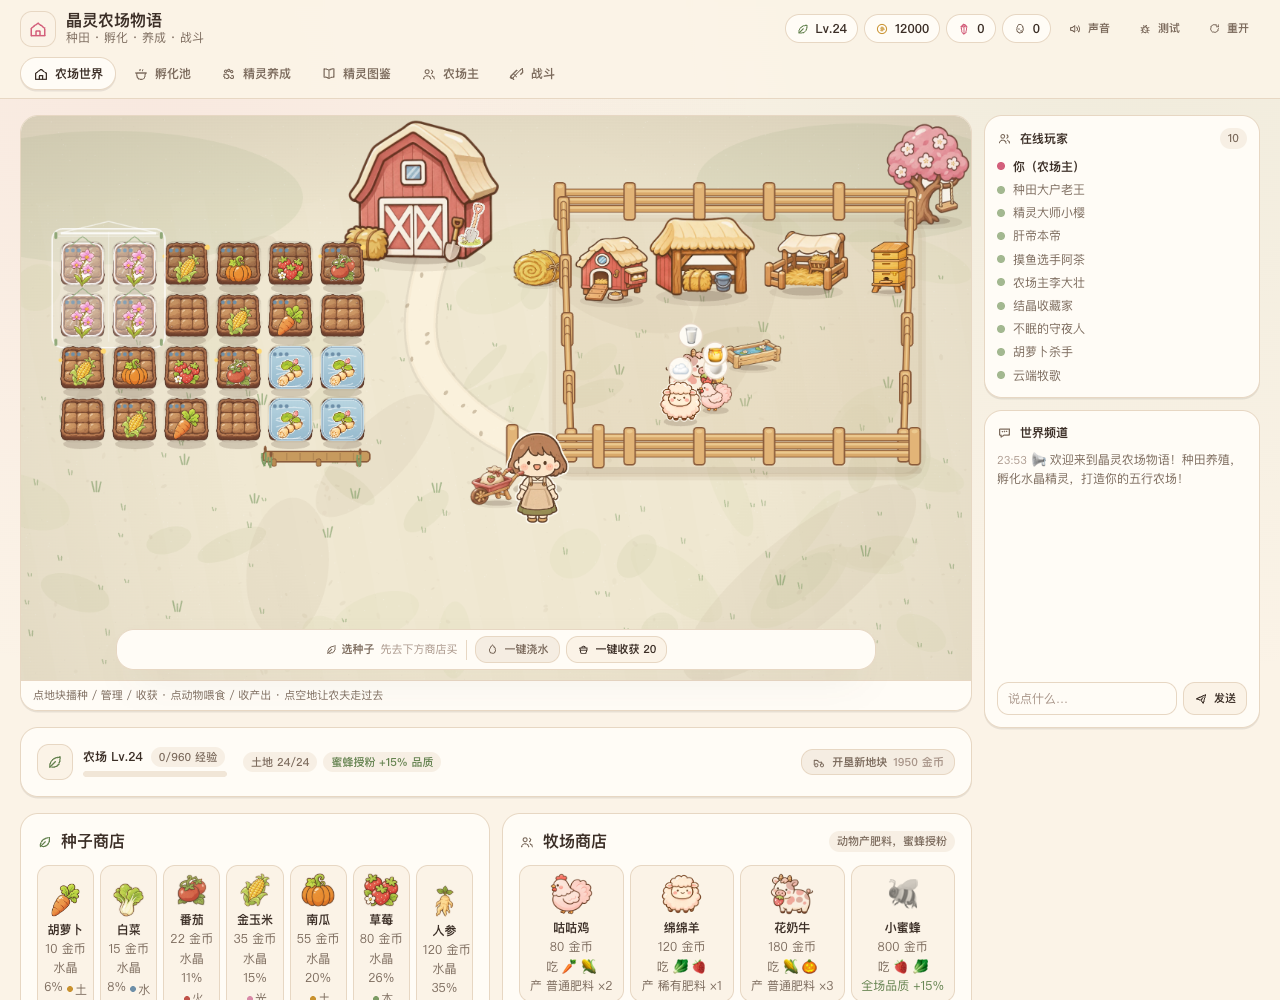 晶灵农场物语
种田 · 孵化 · 养成 · 战斗
Lv.24
12000
0
0
声音
测试
重开
农场世界
孵化池
精灵养成
精灵图鉴
农场主
战斗
选种子 先去下方商店买
一键浇水
一键收获 20
点地块播种 / 管理 / 收获 · 点动物喂食 / 收产出 · 点空地让农夫走过去
在线玩家
10
你（农场主）
种田大户老王
精灵大师小樱
肝帝本帝
摸鱼选手阿茶
农场主李大壮
结晶收藏家
不眠的守夜人
胡萝卜杀手
云端牧歌
世界频道
23:53 欢迎来到晶灵农场物语！种田养殖，
孵化水晶精灵，打造你的五行农场！
说点什么...
发送
农场 Lv.24
0/960 经验
土地 24/24
蜜蜂授粉 +15% 品质
开垦新地块 1950 金币
种子商店
胡萝卜
10 金币
水晶
6% 土
白菜
15 金币
水晶
8% 水
番茄
22 金币
水晶
11%
火
金玉米
35 金币
水晶
15%
光
南瓜
55 金币
水晶
20%
土
草莓
80 金币
水晶
26%
木
人参
120 金币
水晶
35%
牧场商店
动物产肥料，蜜蜂授粉
咕咕鸡
80 金币
吃
产 普通肥料 ×2
绵绵羊
120 金币
吃
产 稀有肥料 ×1
花奶牛
180 金币
吃
产 普通肥料 ×3
小蜜蜂
800 金币
吃
全场品质 +15%